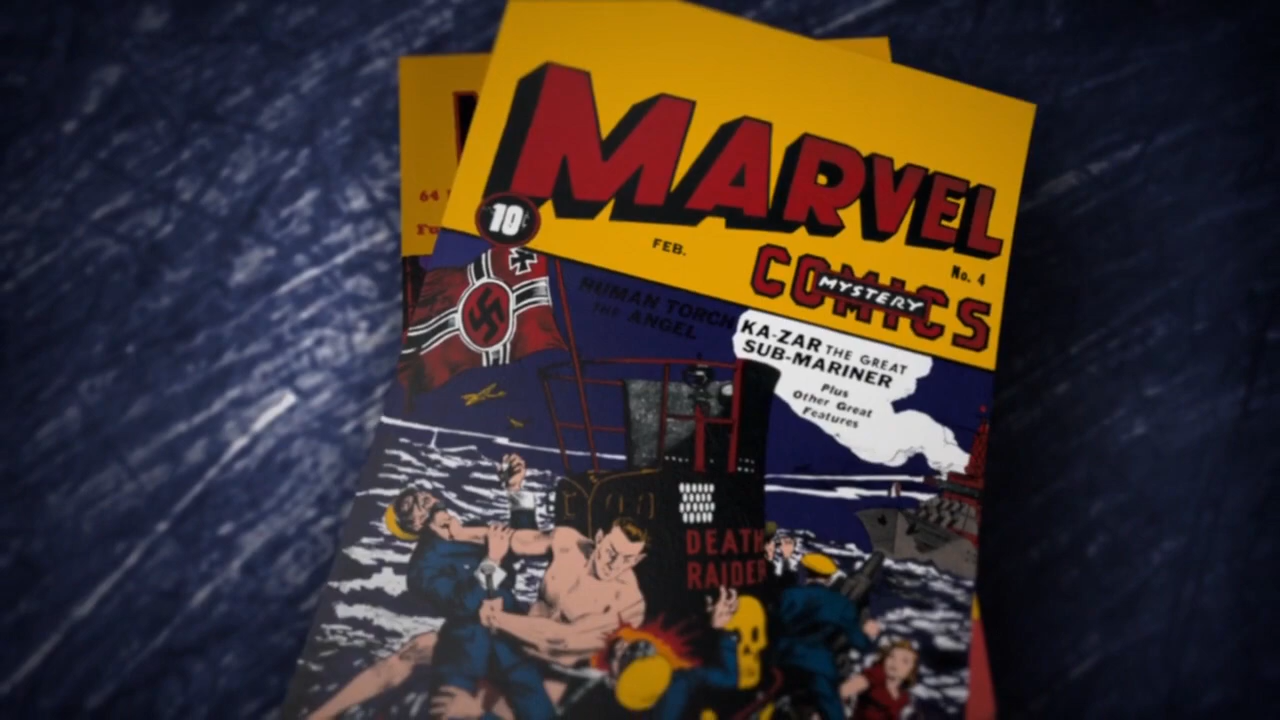 MARVEL
10¢
FEB.
No. 4
COMICS
MYSTERY
64
Fu
HUMAN TORCH
THE ANGEL
KA-ZAR THE GREAT
SUB-MARINER
Plus
Other Great
Features
DEATH
RAIDER